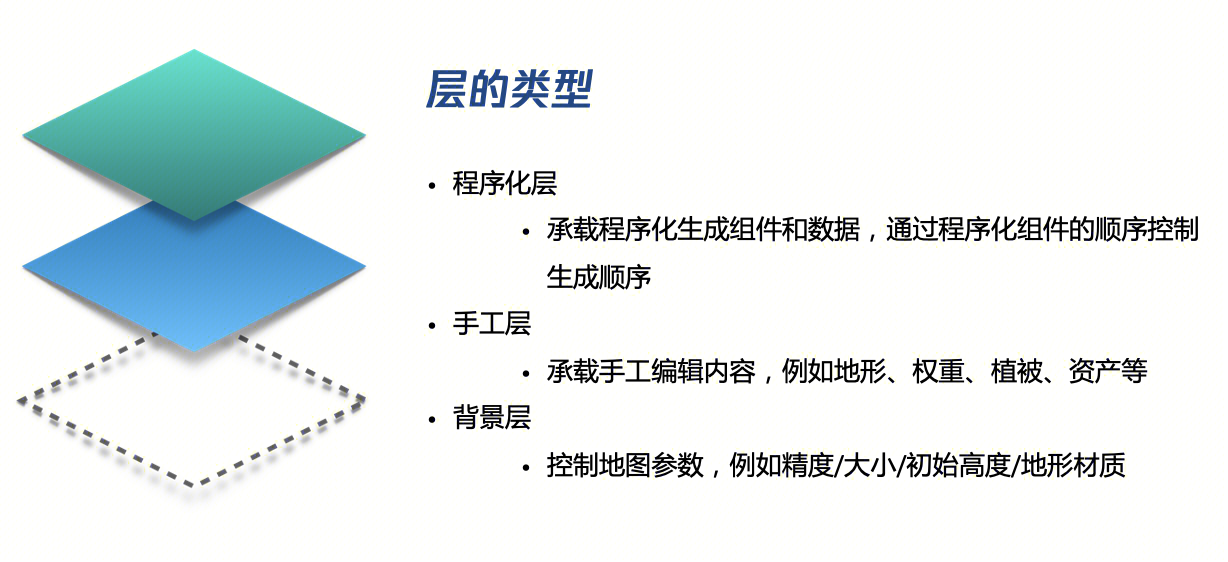 层的类型
• 程序化层
• 承载程序化生成组件和数据，通过程序化组件的顺序控制
生成顺序
• 手工层
• 承载手工编辑内容，例如地形、权重、植被、资产等
• 背景层
• 控制地图参数，例如精度/大小/初始高度/地形材质